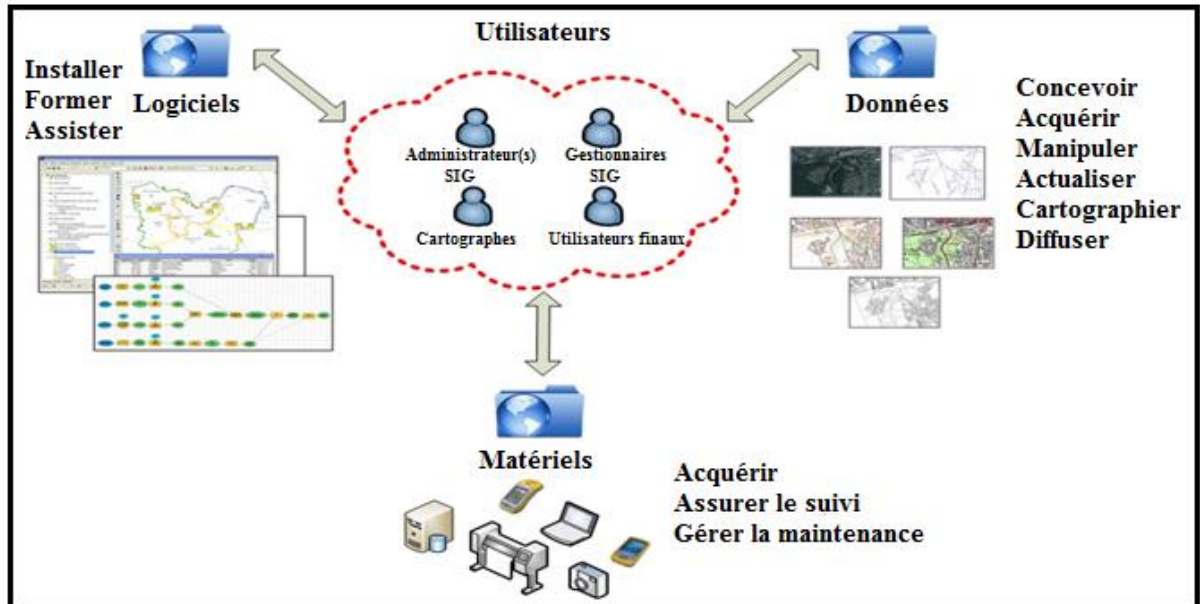 Utilisateurs
Installer
Former
Assister
Logiciels
Administrateur(s)
SIG
Gestionnaires
SIG
Cartographes
Utilisateurs finaux
Données
Concevoir
Acquérir
Manipuler
Actualiser
Cartographier
Diffuser
Matériels
Acquérir
Assurer le suivi
Gérer la maintenance